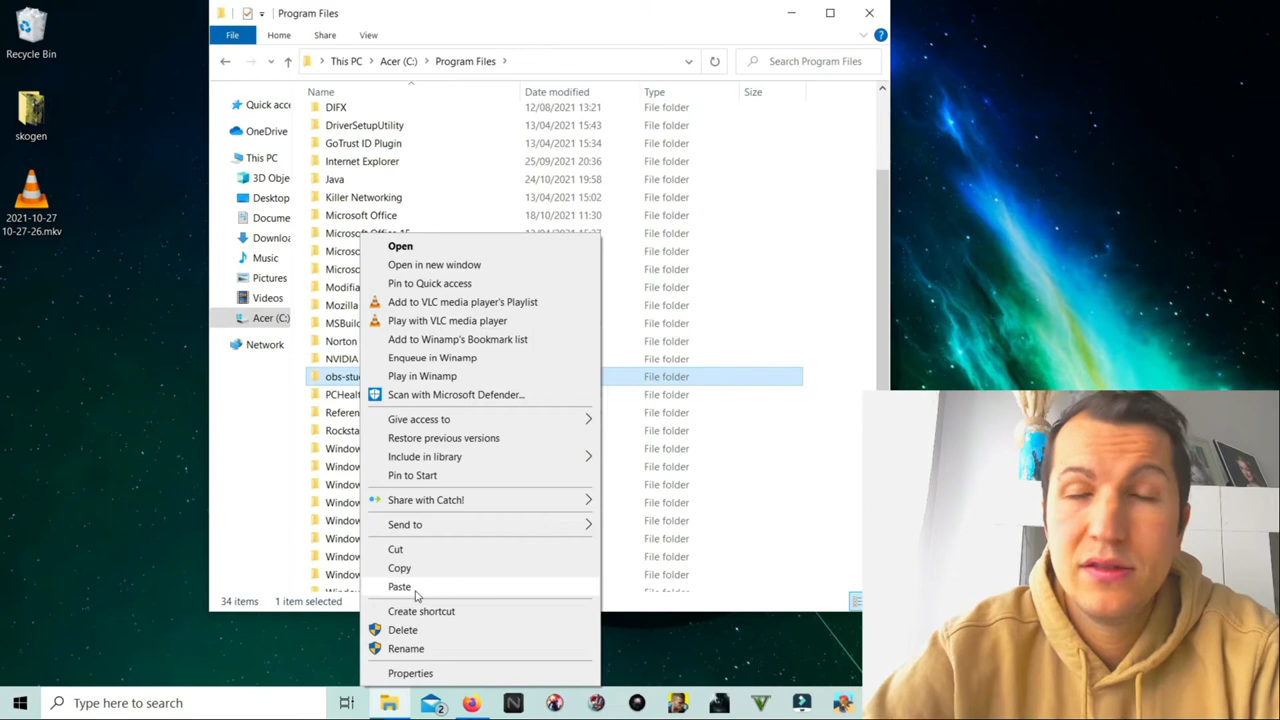 Recycle Bin
skogen
2021-10-27
10-27-26.mkv
Program Files
File
Home
Share
View
This PC
Acer (C:)
Program Files
Search Program Files
Name
Date modified
Type
Size
Quick acce
OneDrive
This PC
3D Obje
Desktop
Docume
Downloa
Music
Pictures
Videos
Acer (C:)
Network
DIFX 12/08/2021 13:21 File folder
DriverSetupUtility 13/04/2021 15:43 File folder
GoTrust ID Plugin 13/04/2021 15:34 File folder
Internet Explorer 25/09/2021 20:36 File folder
Java 24/10/2021 19:58 File folder
Killer Networking 13/04/2021 15:02 File folder
Microsoft Office 18/10/2021 11:30 File folder
Microsoft Office 15 File folder
Microso File folder
Microso File folder
Modifia File folder
Mozilla File folder
MSBuild File folder
Norton File folder
NVIDIA File folder
obs-stud File folder
PCHealt File folder
Referen File folder
Rocksta File folder
Window File folder
Window File folder
Window File folder
Window File folder
Window File folder
Window File folder
Window File folder
Window File folder
Open
Open in new window
Pin to Quick access
Add to VLC media player's Playlist
Play with VLC media player
Add to Winamp's Bookmark list
Enqueue in Winamp
Play in Winamp
Scan with Microsoft Defender...
Give access to
Restore previous versions
Include in library
Pin to Start
Share with Catch!
Send to
Cut
Copy
Paste
Create shortcut
Delete
Rename
Properties
34 items
1 item selected
Type here to search
2